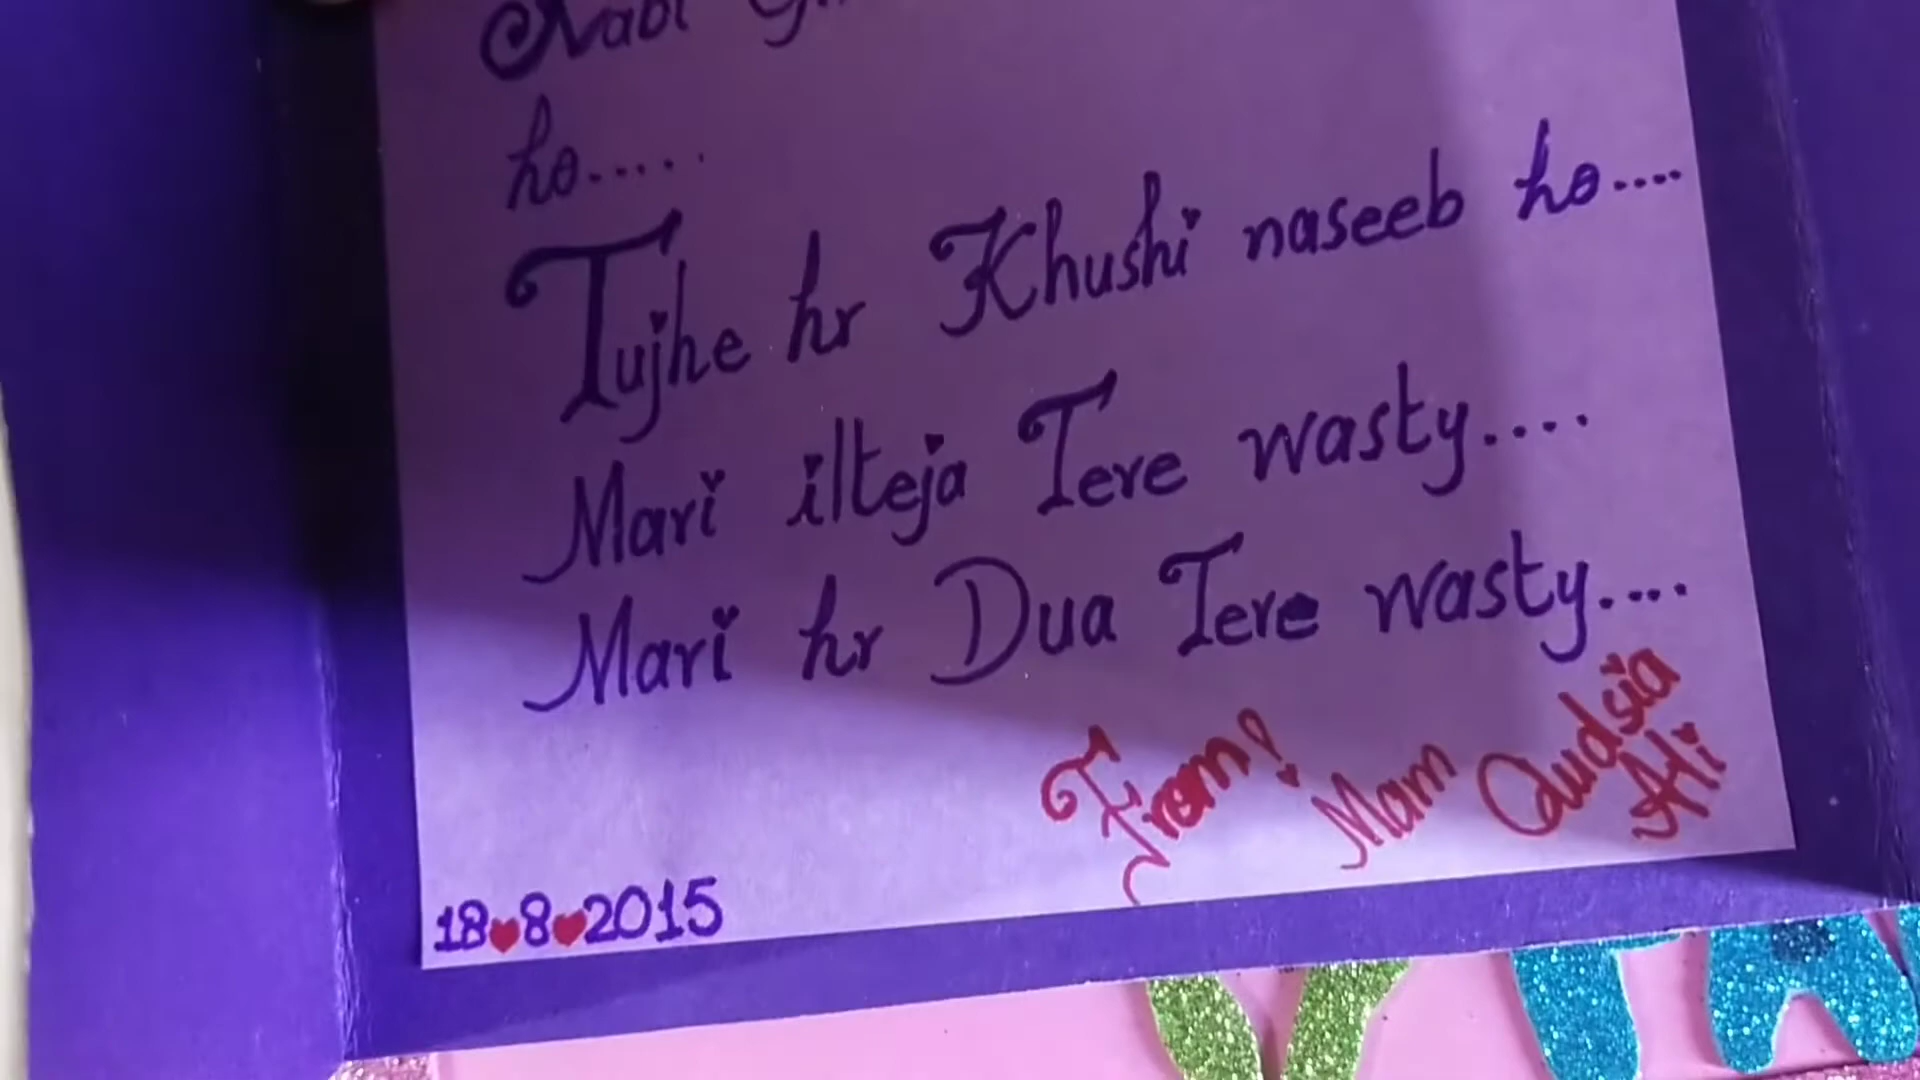 Nabi
ho.....
Tujhe hr Khushi naseeb ho....
Mari ilteja Tere wasty....
Mari hr Dua Tere wasty....
From! Mam Qudsia
Ali
18♥8♥2015